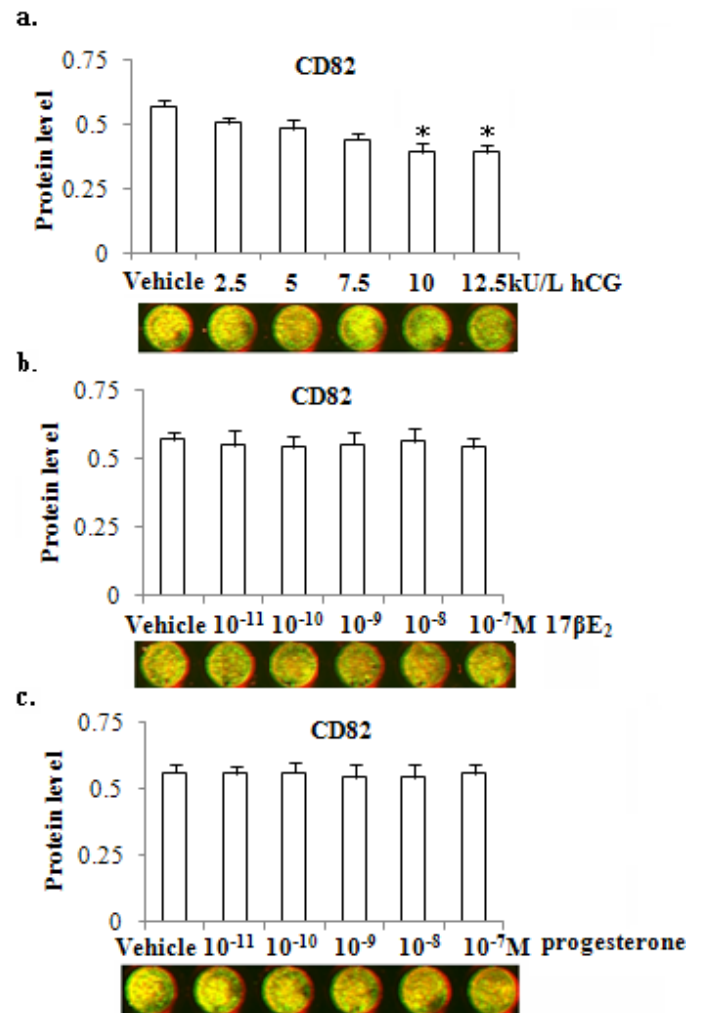 a.
CD82
Protein level
0.75
0.5
0.25
0
* *
Vehicle 2.5 5 7.5 10 12.5kU/L hCG
b.
CD82
Protein level
0.75
0.5
0.25
0
Vehicle 10⁻¹¹ 10⁻¹⁰ 10⁻⁹ 10⁻⁸ 10⁻⁷M 17βE₂
c.
CD82
Protein level
0.75
0.5
0.25
0
Vehicle 10⁻¹¹ 10⁻¹⁰ 10⁻⁹ 10⁻⁸ 10⁻⁷M progesterone